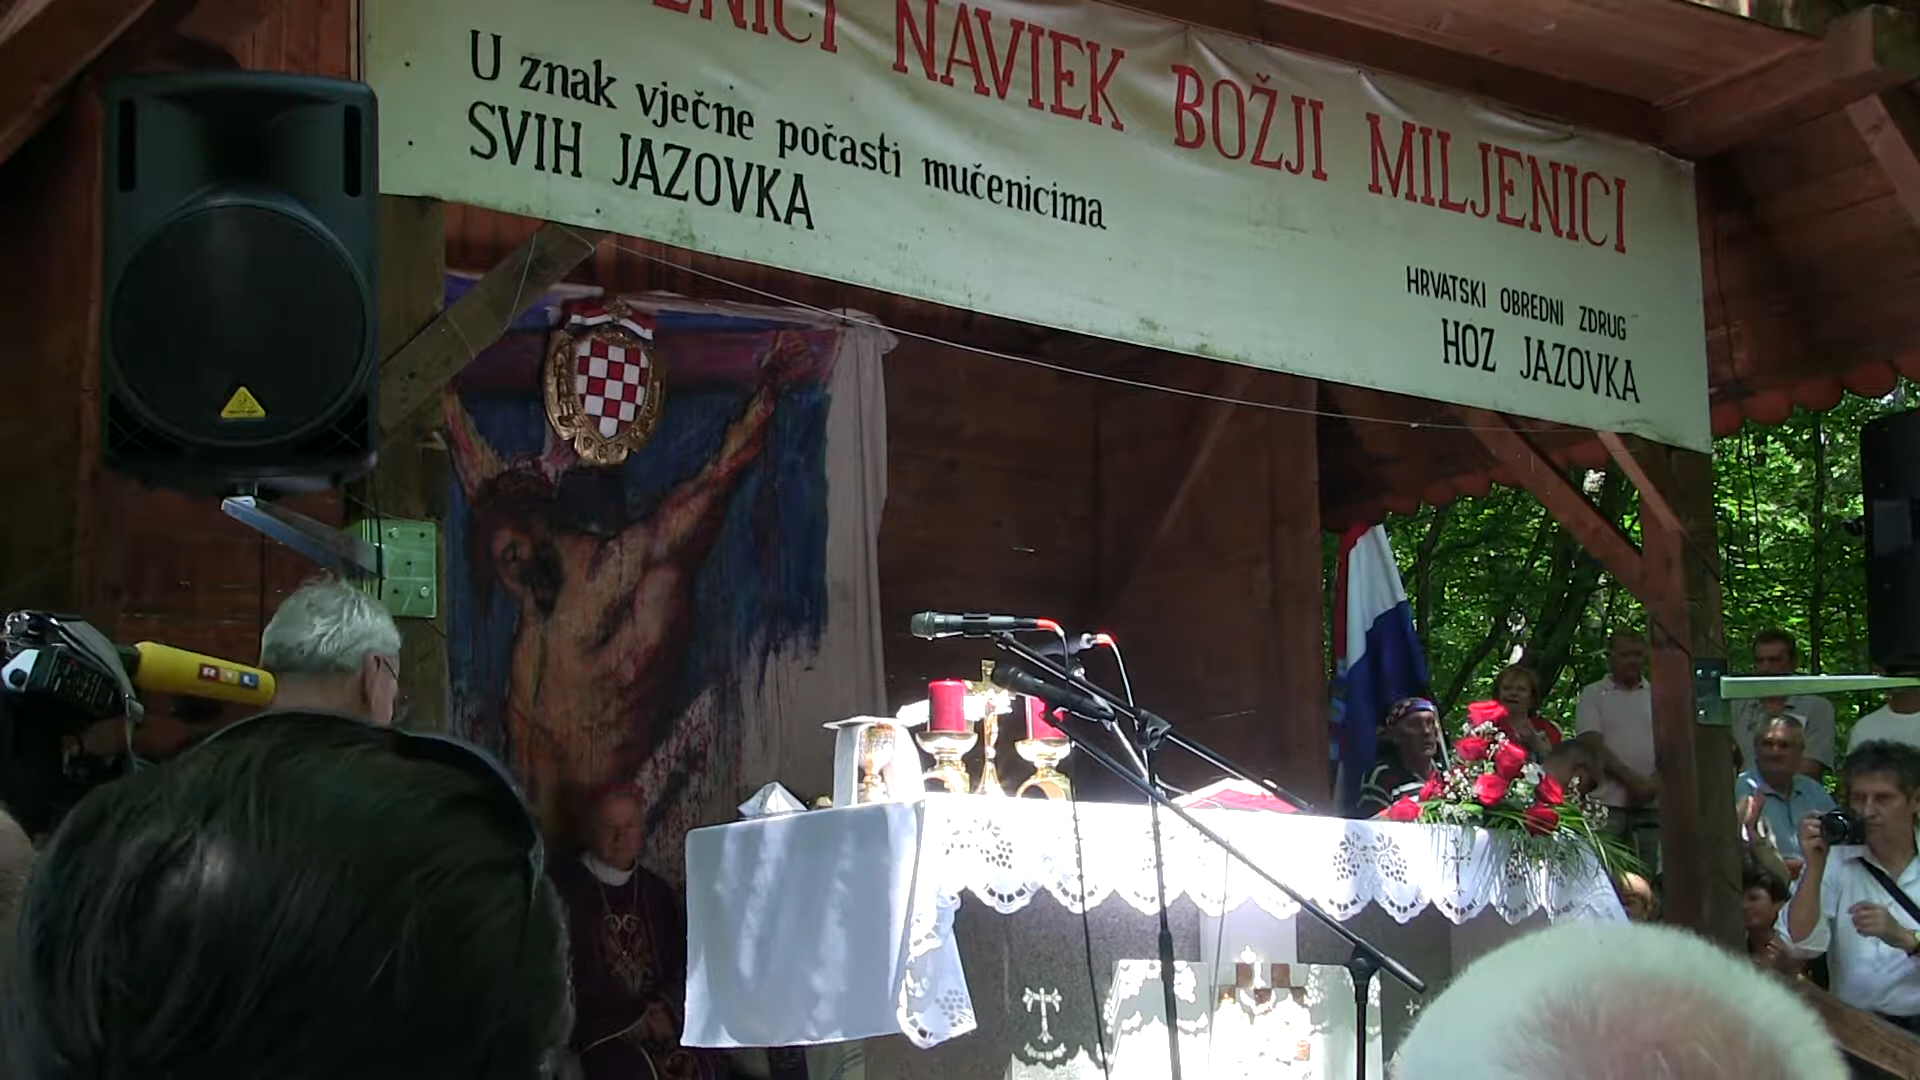 NAVIEK BOŽJI MILJENICI
U znak vječne počasti mučenicima
SVIH JAZOVKA
HRVATSKI OBREDNI ZDRUG
HOZ JAZOVKA
RTL